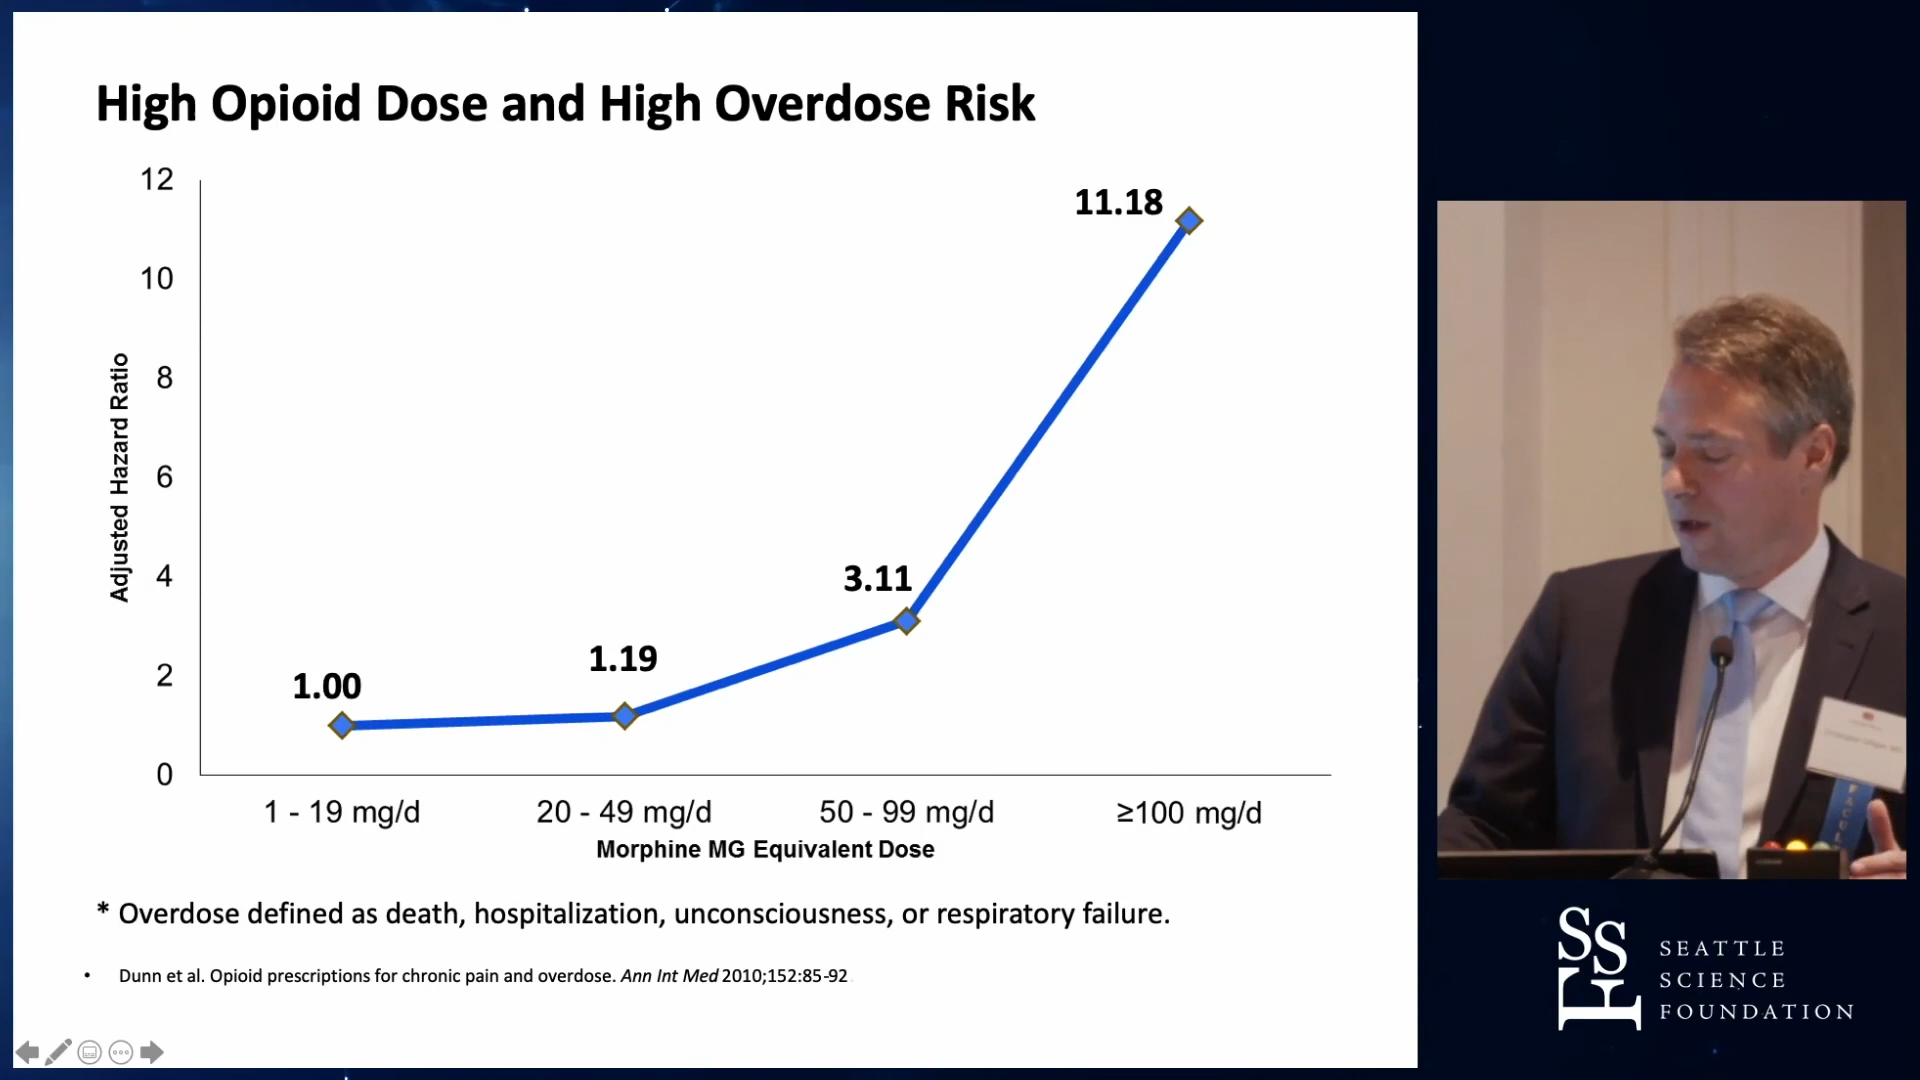 High Opioid Dose and High Overdose Risk
12
10
8
6
4
2
0
Adjusted Hazard Ratio
1.00
1.19
3.11
11.18
1 - 19 mg/d
20 - 49 mg/d
50 - 99 mg/d
≥100 mg/d
Morphine MG Equivalent Dose
* Overdose defined as death, hospitalization, unconsciousness, or respiratory failure.
• Dunn et al. Opioid prescriptions for chronic pain and overdose. Ann Int Med 2010;152:85-92
SSF
SEATTLE
SCIENCE
FOUNDATION